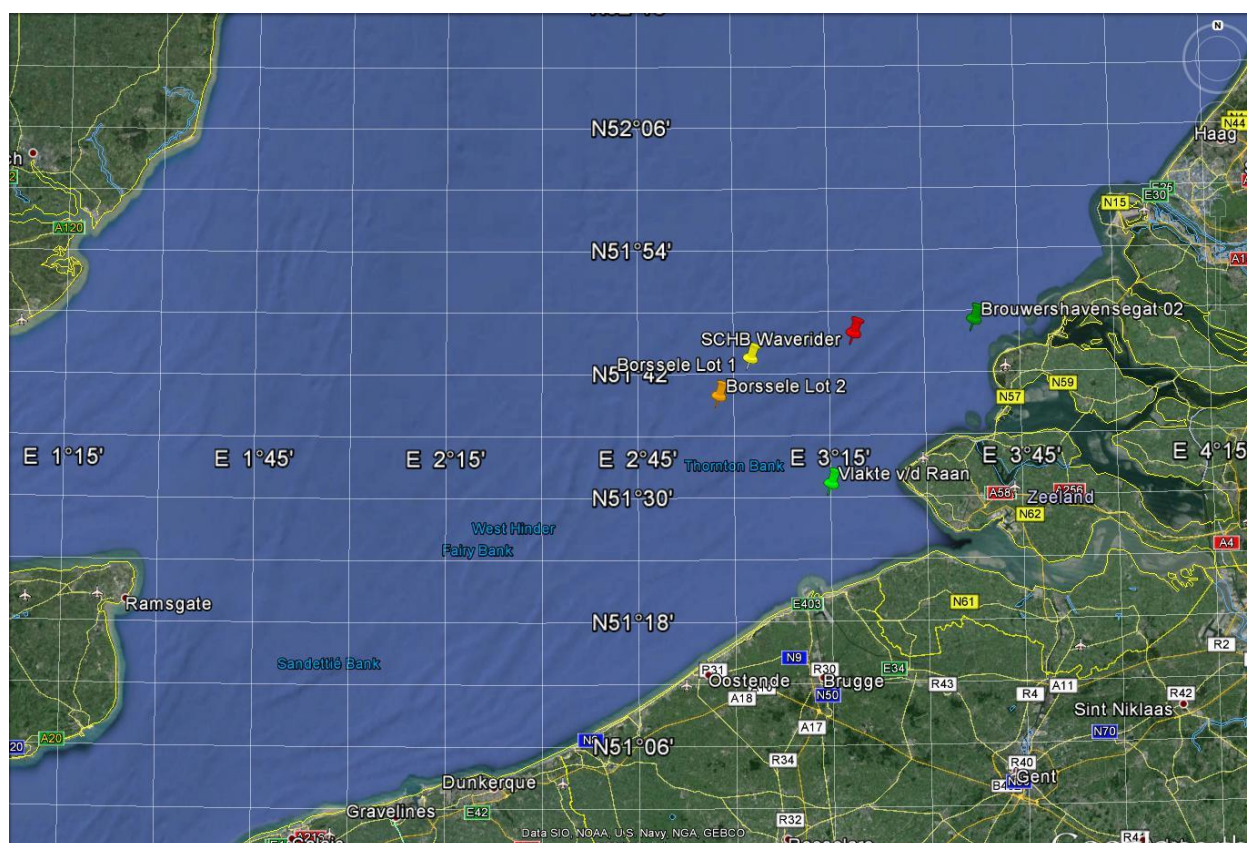 N
N44
Haag
N52°06'
E25
E30
N15
A120
N51°54'
Brouwershavensegat 02
SCHB Waverider
Borssele Lot 1
N51°42'
Borssele Lot 2
N59
N57
E 1°15'
E 1°45'
E 2°15'
E 2°45'
E 3°15'
E 3°45'
E 4°15'
Thornton Bank
Vlakte v/d Raan
N51°30'
A58
A256
Zeeland
N62
West Hinder
Fairy Bank
A4
Ramsgate
E403
N61
N51°18'
Sandettié Bank
N9
R2
R31
R30
E34
Oostende
Brugge
R43
A11
R4
R42
A18
N50
Sint Niklaas
A17
N70
A20
N51°06'
R34
R40
Gent
Dunkerque
Gravelines
E42
R32
Data SIO, NOAA, U.S. Navy, NGA, GEBCO